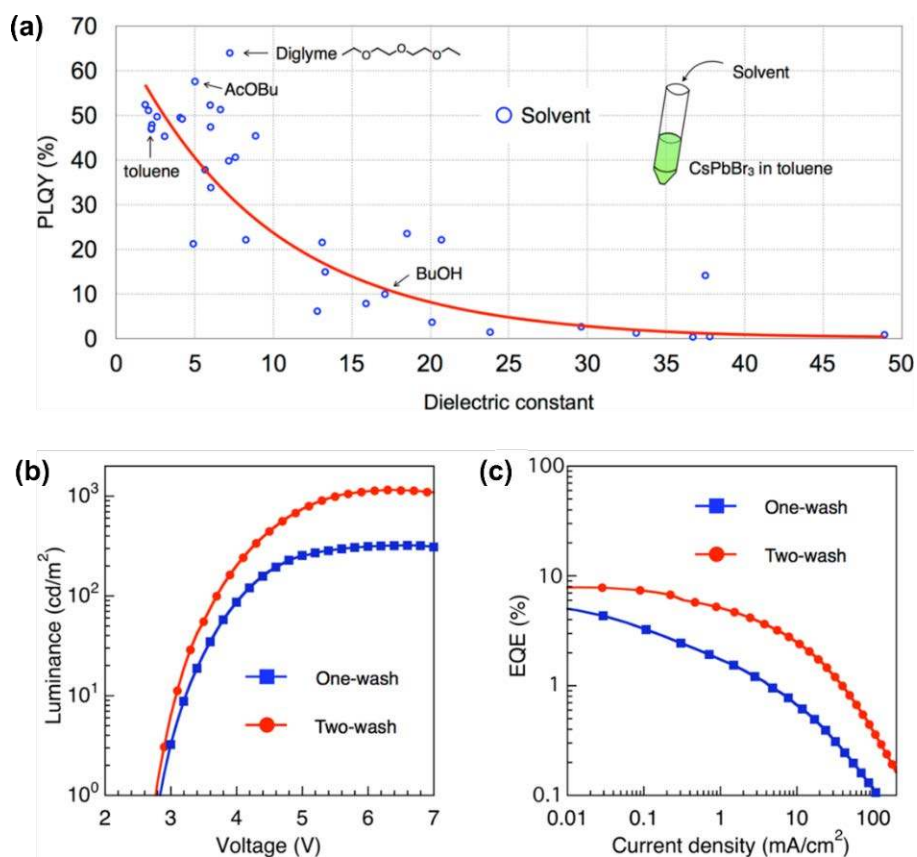 (a)
PLQY (%)
70
60
50
40
30
20
10
0
Diglyme
AcOBu
toluene
Solvent
Solvent
CsPbBr₃ in toluene
BuOH
0 5 10 15 20 25 30 35 40 45 50
Dielectric constant
(b)
Luminance (cd/m²)
10³
10²
10¹
10⁰
One-wash
Two-wash
2 3 4 5 6 7
Voltage (V)
(c)
EQE (%)
100
10
1
0.1
One-wash
Two-wash
0.01 0.1 1 10 100
Current density (mA/cm²)